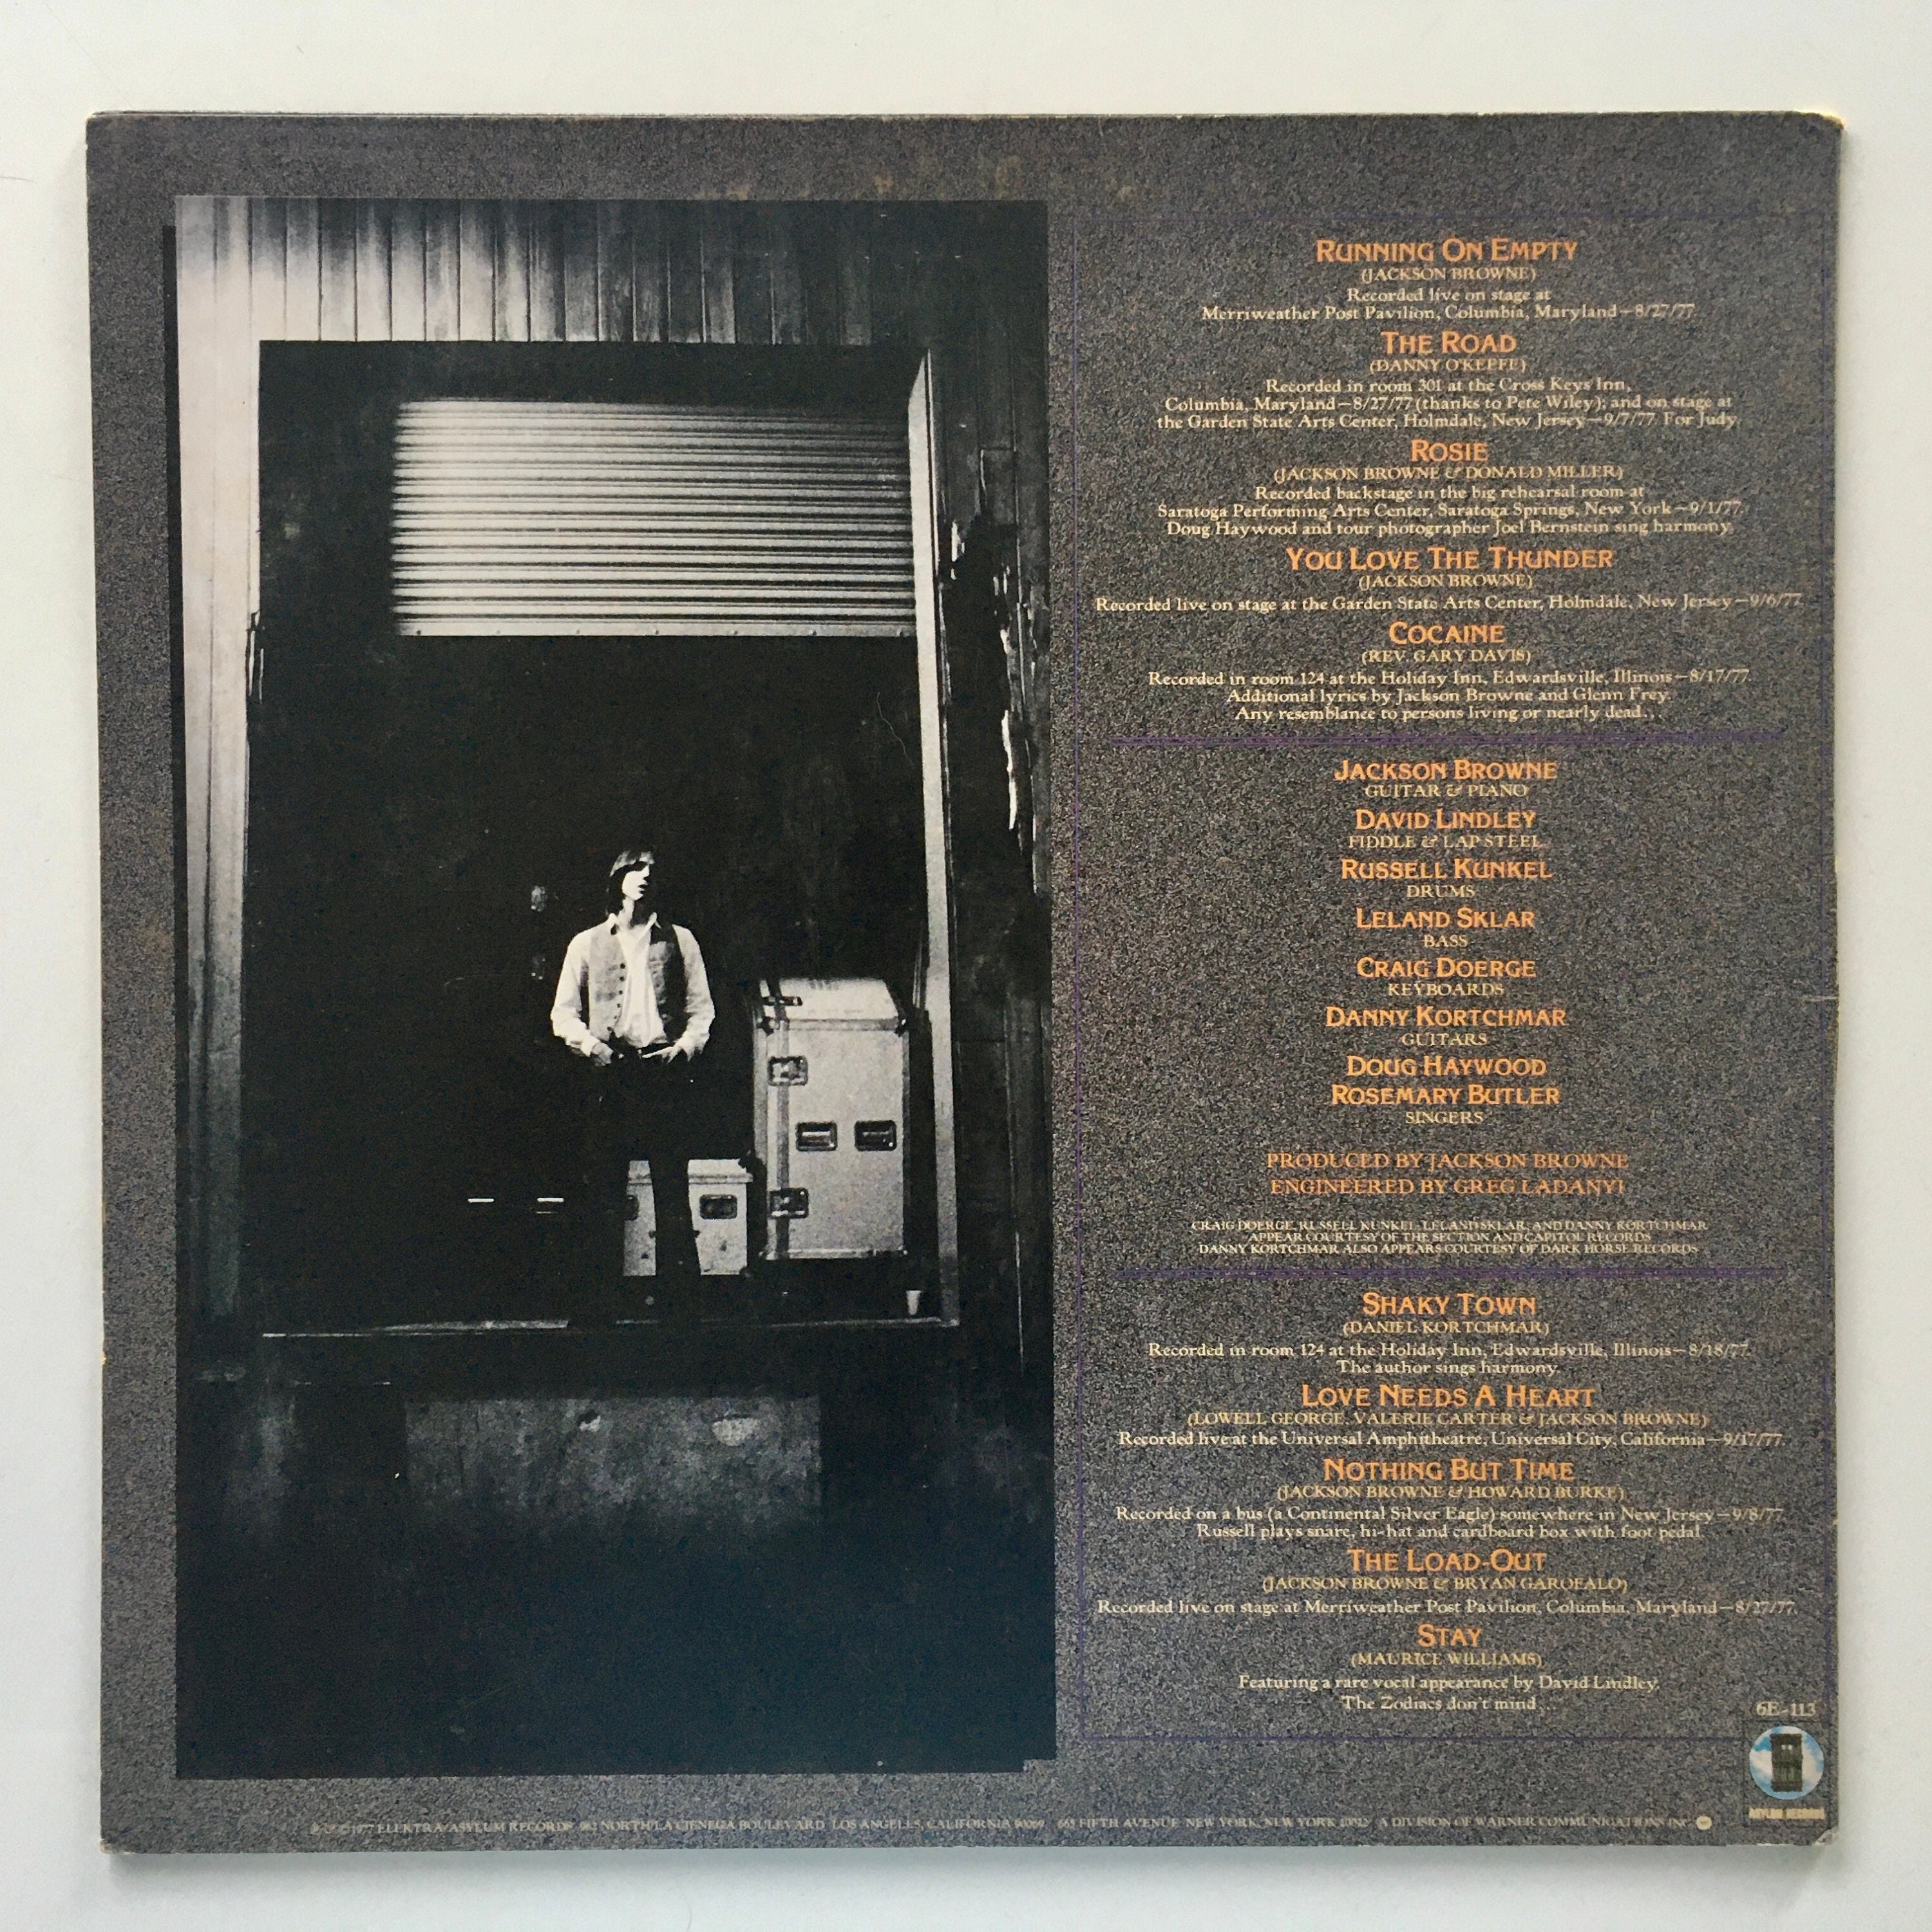 RUNNING ON EMPTY
(JACKSON BROWNE)
Recorded live on stage at
Merriweather Post Pavilion, Columbia, Maryland—8/27/77.
THE ROAD
(DANNY O'KEEFE)
Recorded in room 301 at the Cross Keys Inn,
Columbia, Maryland—8/27/77 (thanks to Pete Wiley); and on stage at
the Garden State Arts Center, Holmdale, New Jersey—9/7/77. For Judy.
ROSIE
(JACKSON BROWNE & DONALD MILLER)
Recorded backstage in the big rehearsal room at
Saratoga Performing Arts Center, Saratoga Springs, New York—9/1/77.
Doug Haywood and tour photographer Joel Bernstein sing harmony.
YOU LOVE THE THUNDER
(JACKSON BROWNE)
Recorded live on stage at the Garden State Arts Center, Holmdale, New Jersey—9/6/77.
COCAINE
(REV. GARY DAVIS)
Recorded in room 124 at the Holiday Inn, Edwardsville, Illinois—8/17/77.
Additional lyrics by Jackson Browne and Glenn Frey.
Any resemblance to persons living or nearly dead...
JACKSON BROWNE
GUITAR & PIANO
DAVID LINDLEY
FIDDLE & LAP STEEL
RUSSELL KUNKEL
DRUMS
LELAND SKLAR
BASS
CRAIG DOERGE
KEYBOARDS
DANNY KORTCHMAR
GUITARS
DOUG HAYWOOD
ROSEMARY BUTLER
SINGERS
PRODUCED BY JACKSON BROWNE
ENGINEERED BY GREG LADANYI
CRAIG DOERGE, RUSSELL KUNKEL, LELAND SKLAR, AND DANNY KORTCHMAR
APPEAR COURTESY OF THE SECTION AND CAPITOL RECORDS
DANNY KORTCHMAR ALSO APPEARS COURTESY OF DARK HORSE RECORDS
SHAKY TOWN
(DANIEL KORTCHMAR)
Recorded in room 124 at the Holiday Inn, Edwardsville, Illinois—8/18/77.
The author sings harmony.
LOVE NEEDS A HEART
(LOWELL GEORGE, VALERIE CARTER & JACKSON BROWNE)
Recorded live at the Universal Amphitheatre, Universal City, California—9/17/77.
NOTHING BUT TIME
(JACKSON BROWNE & HOWARD BURKE)
Recorded on a bus (a Continental Silver Eagle) somewhere in New Jersey—9/8/77.
Russell plays snare, hi-hat and cardboard box with foot pedal.
THE LOAD-OUT
(JACKSON BROWNE & BRYAN GAROFALO)
Recorded live on stage at Merriweather Post Pavilion, Columbia, Maryland—8/27/77.
STAY
(MAURICE WILLIAMS)
Featuring a rare vocal appearance by David Lindley.
The Zodiacs don't mind...
6E-113
ASYLUM RECORDS
© 1977 ELEKTRA/ASYLUM RECORDS 962 NORTH LA CIENEGA BOULEVARD LOS ANGELES, CALIFORNIA 90069 665 FIFTH AVENUE NEW YORK, NEW YORK 10022 A DIVISION OF WARNER COMMUNICATIONS INC.